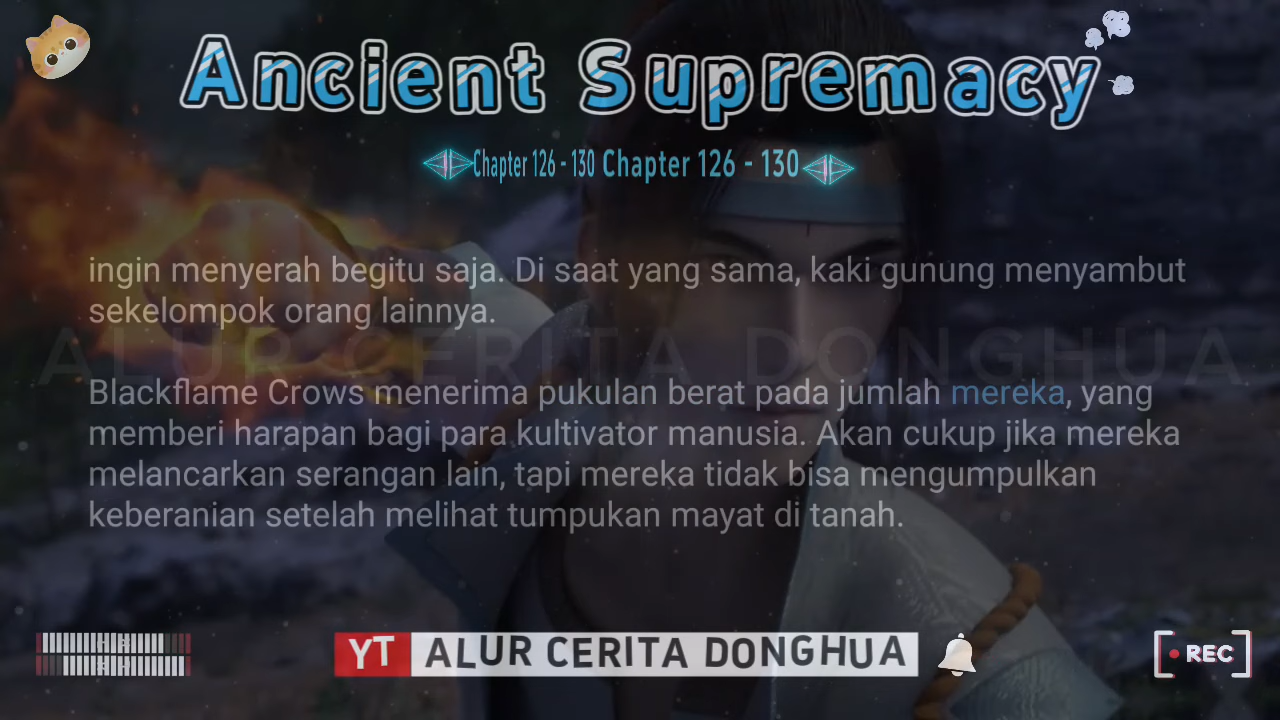 Ancient Supremacy
Chapter 126 - 130 Chapter 126 - 130
ingin menyerah begitu saja. Di saat yang sama, kaki gunung menyambut
sekelompok orang lainnya.
ALUR CERITA DONGHUA
Blackflame Crows menerima pukulan berat pada jumlah mereka, yang
memberi harapan bagi para kultivator manusia. Akan cukup jika mereka
melancarkan serangan lain, tapi mereka tidak bisa mengumpulkan
keberanian setelah melihat tumpukan mayat di tanah.
YT ALUR CERITA DONGHUA
REC